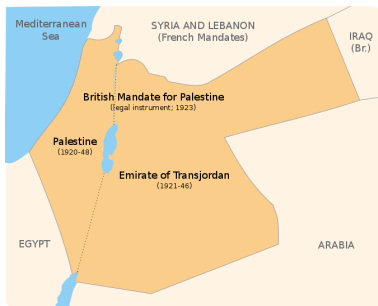 Mediterranean
Sea
SYRIA AND LEBANON
(French Mandates)
IRAQ
(Br.)
British Mandate for Palestine
(legal instrument; 1923)
Palestine
(1920-48)
Emirate of Transjordan
(1921-46)
EGYPT
ARABIA